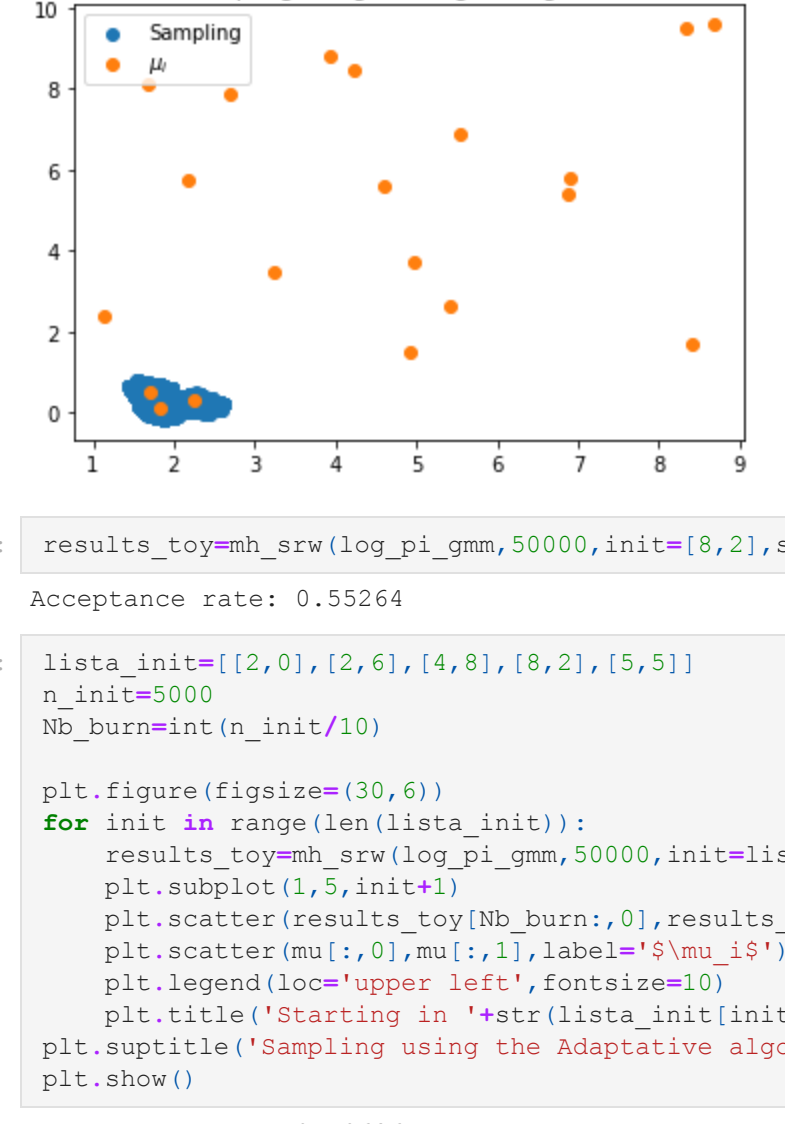 10
Sampling
μi
8
6
4
2
0
1 2 3 4 5 6 7 8 9
results_toy=mh_srw(log_pi_gmm,50000,init=[8,2],s
Acceptance rate: 0.55264
:
lista_init=[[2,0],[2,6],[4,8],[8,2],[5,5]]
n_init=5000
Nb_burn=int(n_init/10)
plt.figure(figsize=(30,6))
for init in range(len(lista_init)):
results_toy=mh_srw(log_pi_gmm,50000,init=lis
plt.subplot(1,5,init+1)
plt.scatter(results_toy[Nb_burn:,0],results_
plt.scatter(mu[:,0],mu[:,1],label='$\mu_i$')
plt.legend(loc='upper left',fontsize=10)
plt.title('Starting in '+str(lista_init[init
plt.suptitle('Sampling using the Adaptative algo
plt.show()